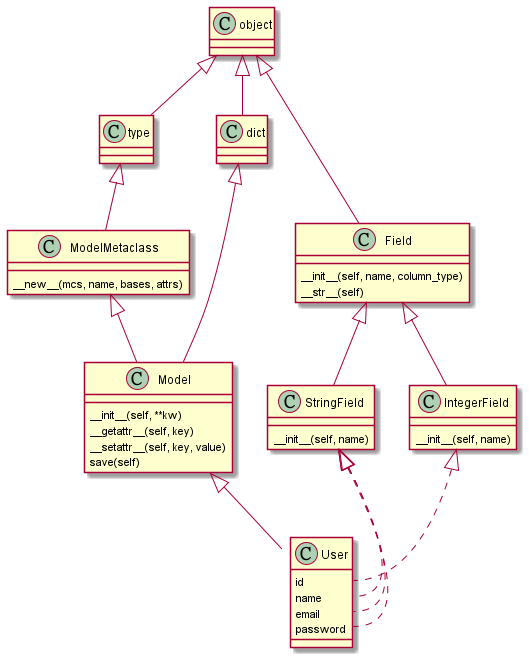 C object
C type
C dict
C ModelMetaclass
__new__(mcs, name, bases, attrs)
C Field
__init__(self, name, column_type)
__str__(self)
C Model
__init__(self, **kw)
__getattr__(self, key)
__setattr__(self, key, value)
save(self)
C StringField
__init__(self, name)
C IntegerField
__init__(self, name)
C User
id
name
email
password